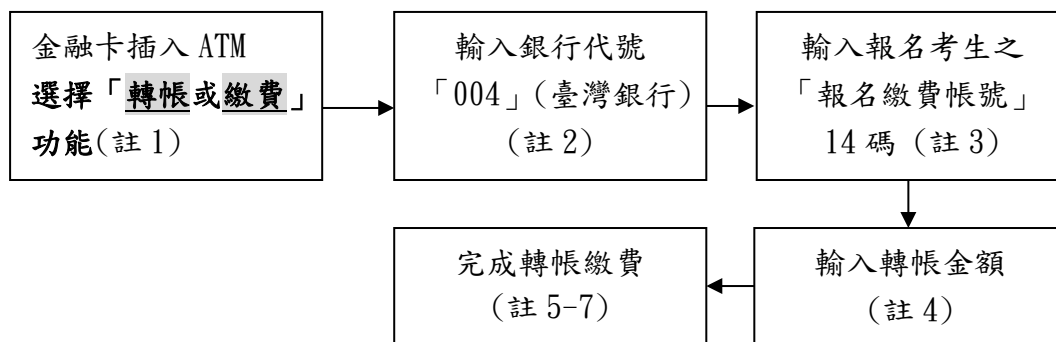 金融卡插入 ATM
選擇「轉帳或繳費」
功能(註 1)
輸入銀行代號
「004」(臺灣銀行)
(註 2)
輸入報名考生之
「報名繳費帳號」
14 碼 (註 3)
輸入轉帳金額
(註 4)
完成轉帳繳費
(註 5-7)